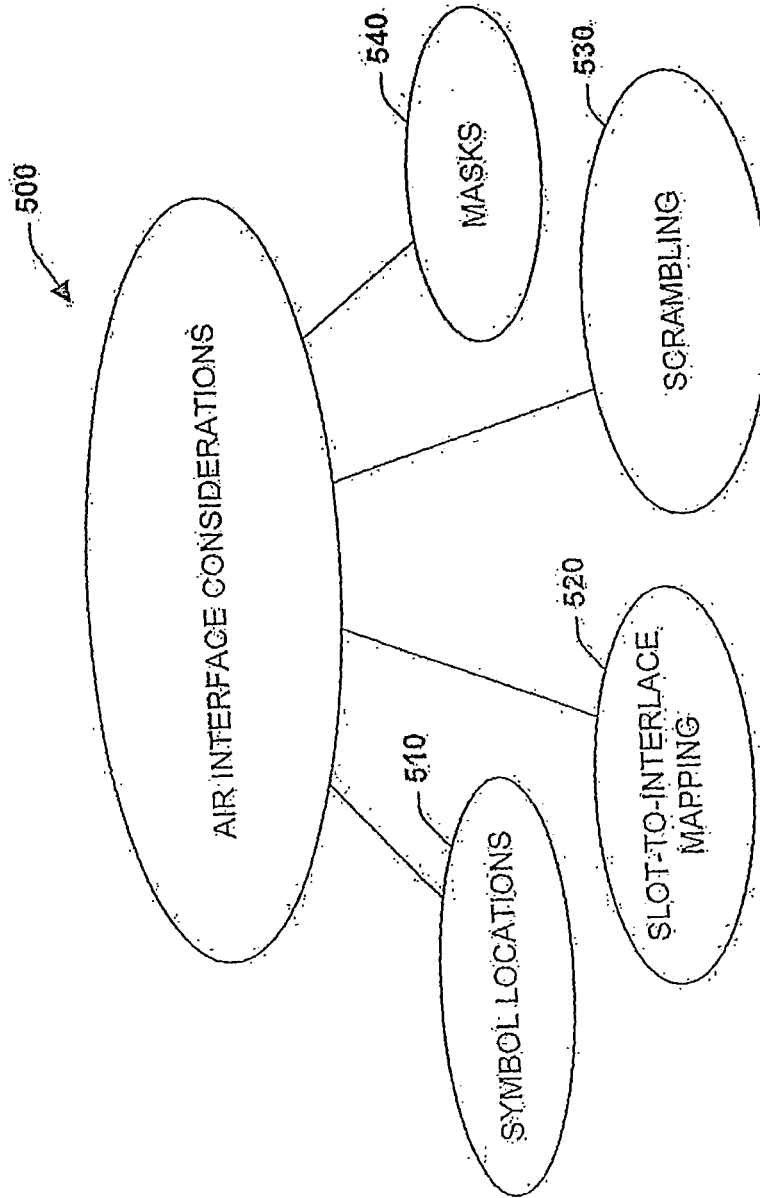 500
AIR INTERFACE CONSIDERATIONS
510
SYMBOL LOCATIONS
520
SLOT-TO-INTERLACE
MAPPING
530
SCRAMBLING
540
MASKS